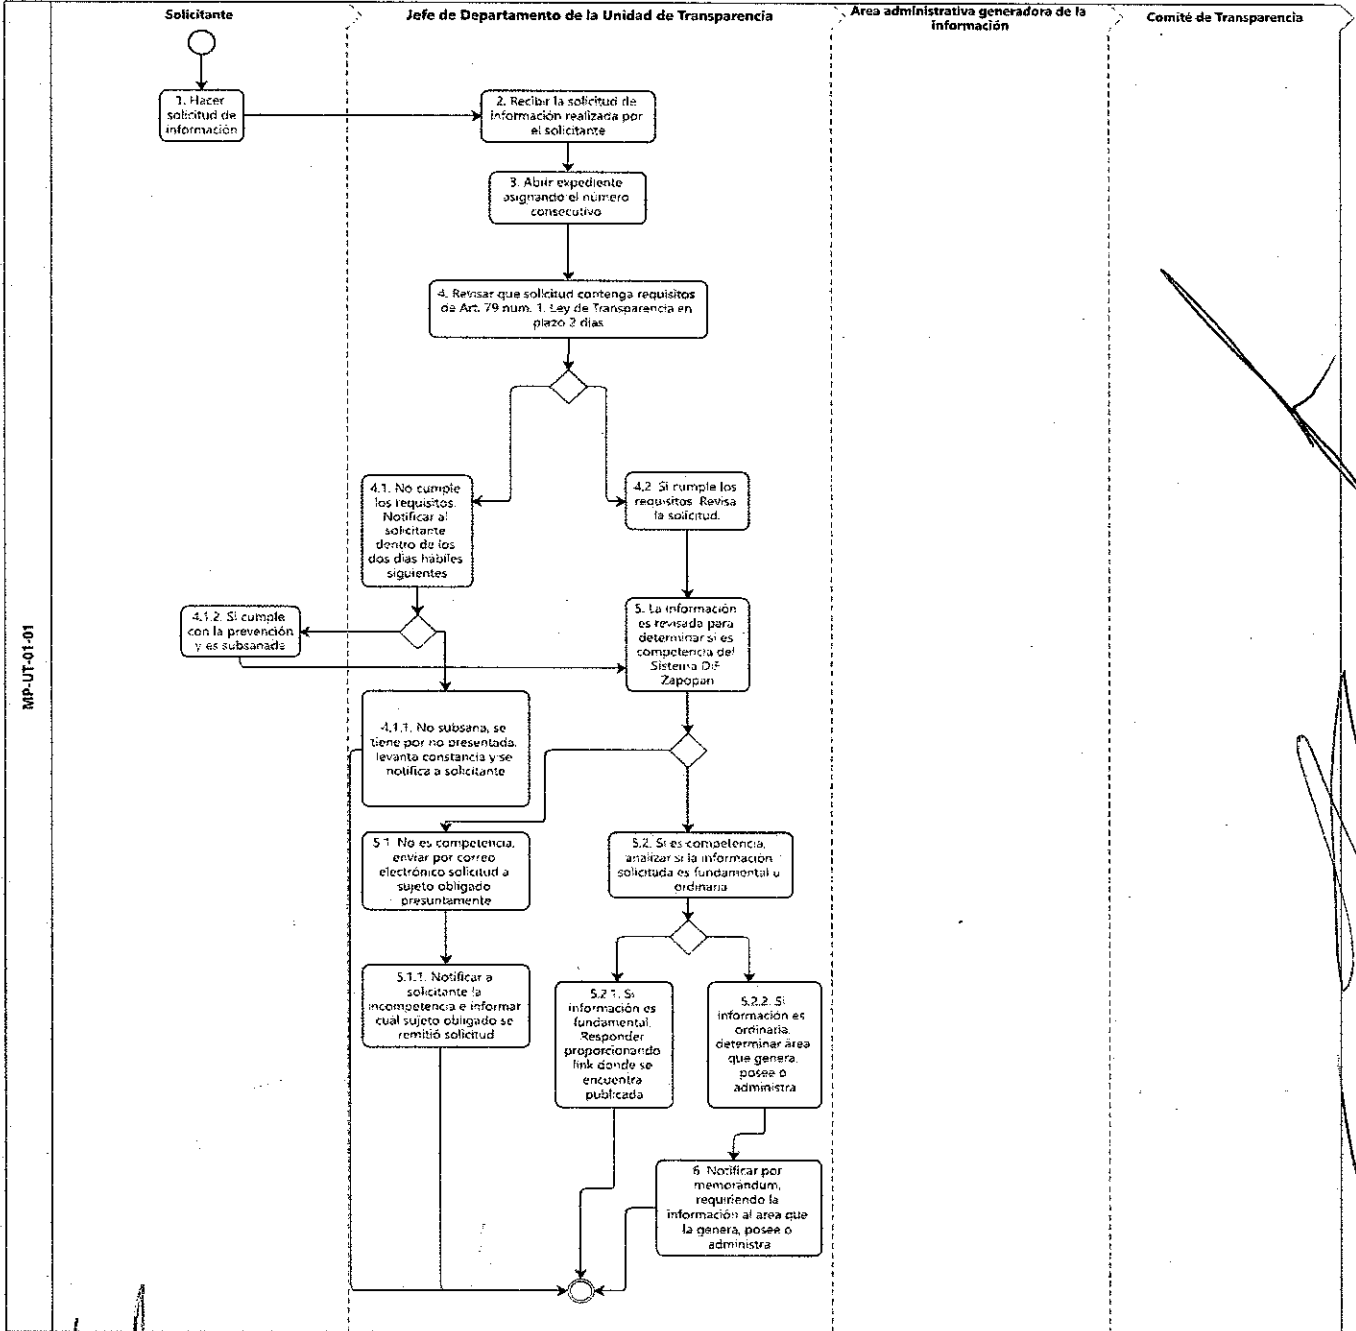 Solicitante
Jefe de Departamento de la Unidad de Transparencia
Area administrativa generadora de la
información
Comité de Transparencia
MP-UT-01-01
1. Hacer
solicitud de
información
2. Recibir la solicitud de
información realizada por
el solicitante
3. Abrir expediente
asignando el número
consecutivo
4. Revisar que solicitud contenga requisitos
de Art. 79 num. 1. Ley de Transparencia en
plazo 2 dias
4.1. No cumple
los requisitos.
Notificar al
solicitante
dentro de los
dos dias habiles
siguientes
4.2. Si cumple los
requisitos. Revisa
la solicitud.
4.1.2. Si cumple
con la prevención
y es subsanada
5. La información
es revisada para
determinar si es
competencia del
Sistema DIF
Zapopan
4.1.1. No subsana, se
tiene por no presentada,
levanta constancia y se
notifica a solicitante
5.1. No es competencia,
enviar por correo
electrónico solicitud a
sujeto obligado
presuntamente
5.2. Si es competencia,
analizar si la información
solicitada es fundamental u
ordinaria
5.1.1. Notificar a
solicitante la
incompetencia e informar
cuál sujeto obligado se
remitió solicitud
5.2.1. Si
información es
fundamental.
Responder
proporcionando
link donde se
encuentra
publicada
5.2.2. Si
información es
ordinaria,
determinar área
que genera,
posee o
administra
6. Notificar por
memorándum,
requiriendo la
información al area que
la genera, posee o
administra